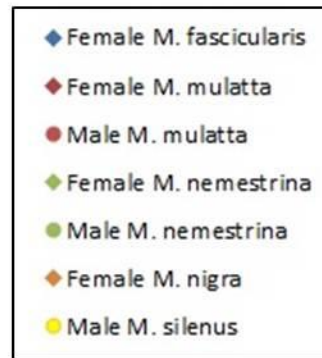 Female M. fascicularis
Female M. mulatta
Male M. mulatta
Female M. nemestrina
Male M. nemestrina
Female M. nigra
Male M. silenus